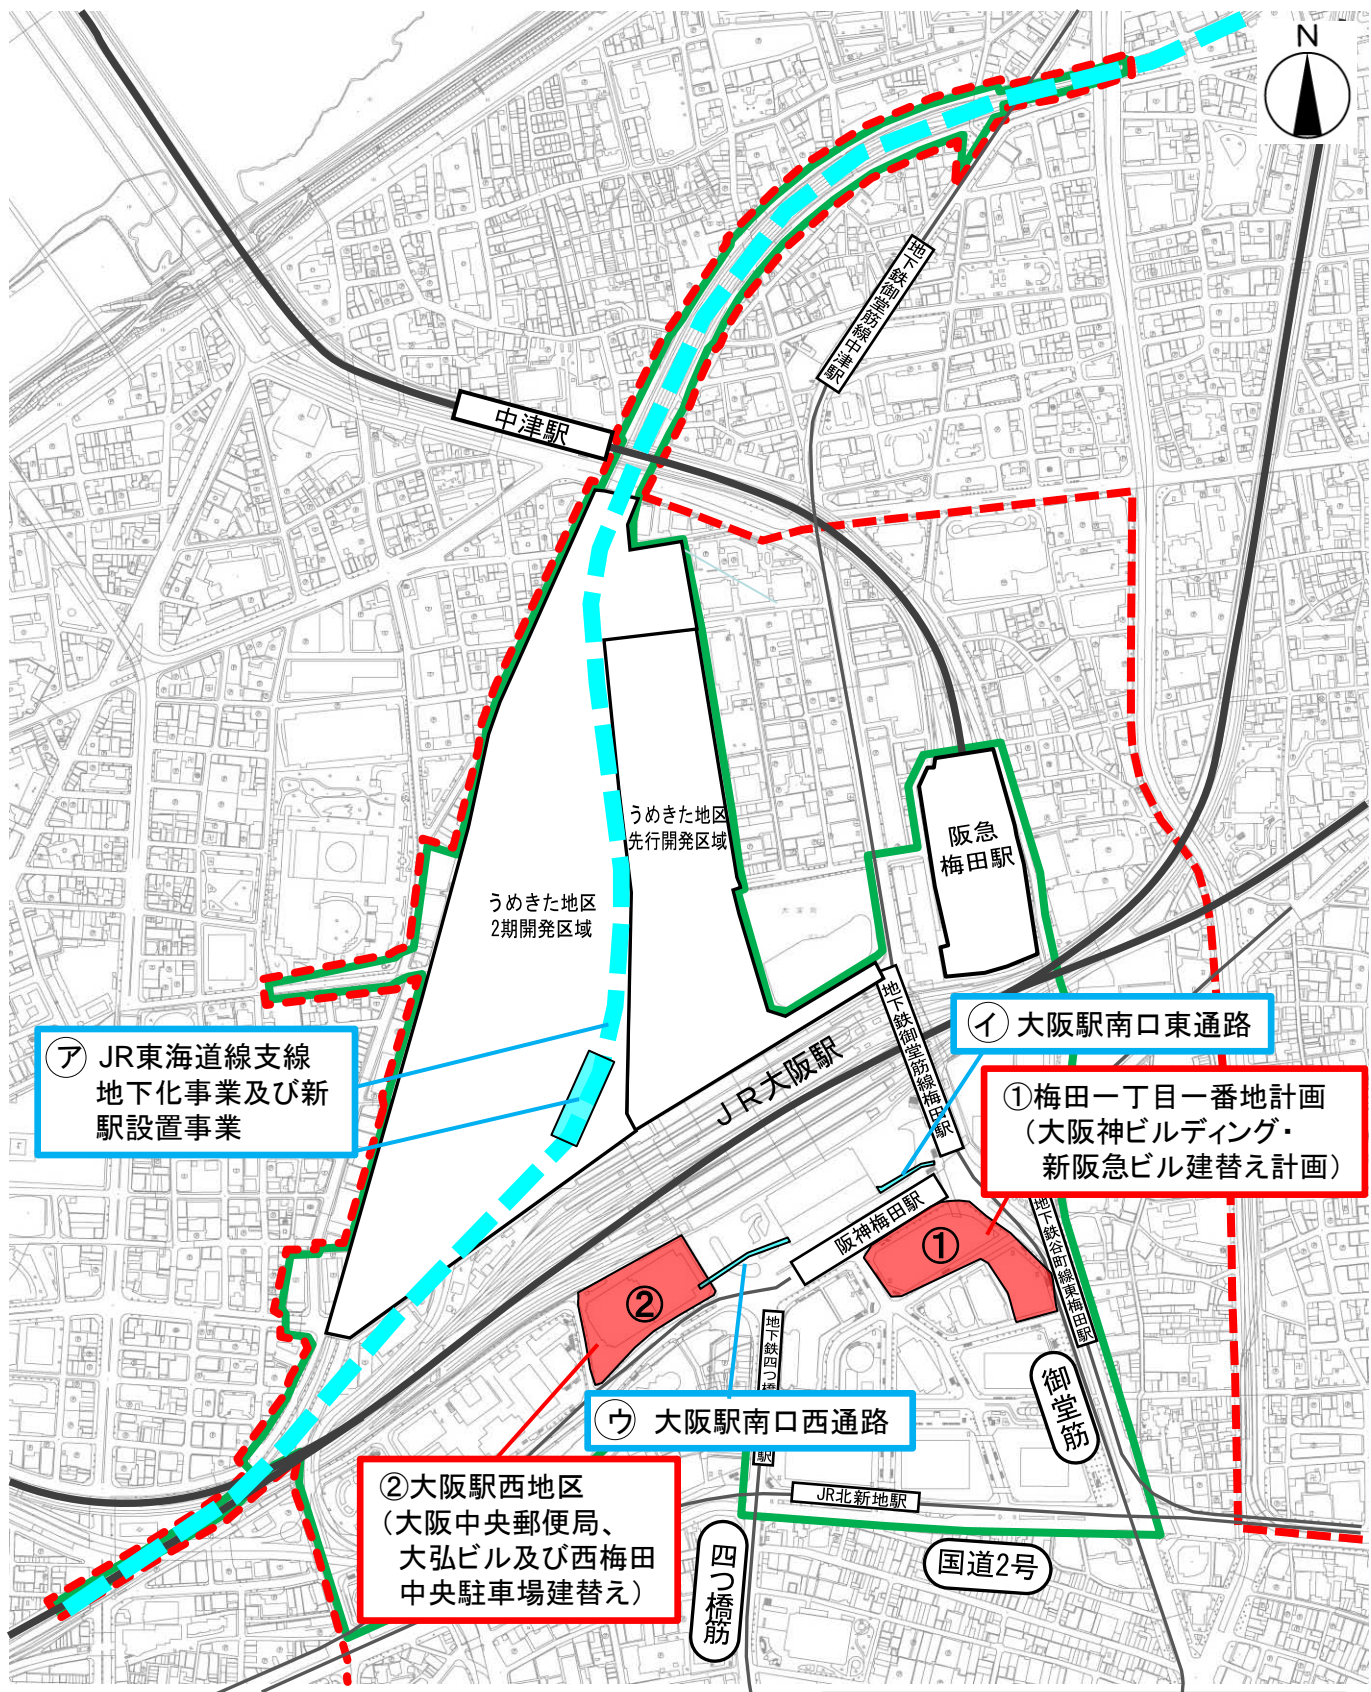 N
地下鉄御堂筋線中津駅
中津駅
うめきた地区
先行開発区域
阪急
梅田駅
うめきた地区
2期開発区域
地下鉄御堂筋線梅田駅
㋑ 大阪駅南口東通路
㋐ JR東海道線支線
地下化事業及び新
駅設置事業
JR大阪駅
①梅田一丁目一番地計画
(大阪神ビルディング・
新阪急ビル建替え計画)
阪神梅田駅
①
地下鉄谷町線東梅田駅
②
地下鉄四つ橋
駅
御堂筋
㋒ 大阪駅南口西通路
②大阪駅西地区
(大阪中央郵便局、
大弘ビル及び西梅田
中央駐車場建替え)
JR北新地駅
四つ橋筋
国道2号